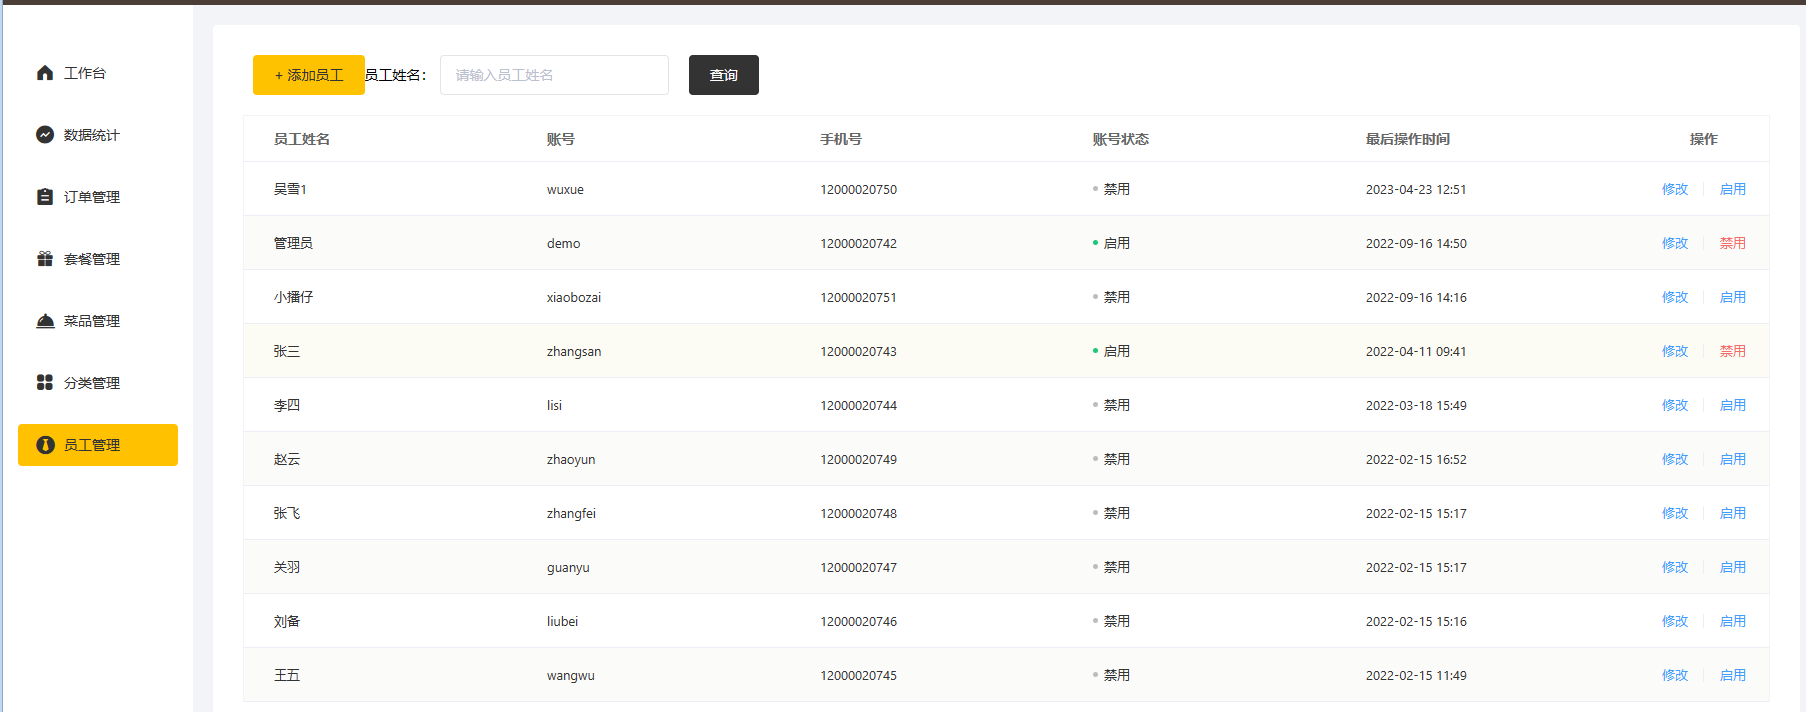 工作台
数据统计
订单管理
套餐管理
菜品管理
分类管理
员工管理
+ 添加员工 员工姓名： 请输入员工姓名 查询
员工姓名 账号 手机号 账号状态 最后操作时间 操作
吴雪1 wuxue 12000020750 禁用 2023-04-23 12:51 修改 启用
管理员 demo 12000020742 启用 2022-09-16 14:50 修改 禁用
小播仔 xiaobozai 12000020751 禁用 2022-09-16 14:16 修改 启用
张三 zhangsan 12000020743 启用 2022-04-11 09:41 修改 禁用
李四 lisi 12000020744 禁用 2022-03-18 15:49 修改 启用
赵云 zhaoyun 12000020749 禁用 2022-02-15 16:52 修改 启用
张飞 zhangfei 12000020748 禁用 2022-02-15 15:17 修改 启用
关羽 guanyu 12000020747 禁用 2022-02-15 15:17 修改 启用
刘备 liubei 12000020746 禁用 2022-02-15 15:16 修改 启用
王五 wangwu 12000020745 禁用 2022-02-15 11:49 修改 启用